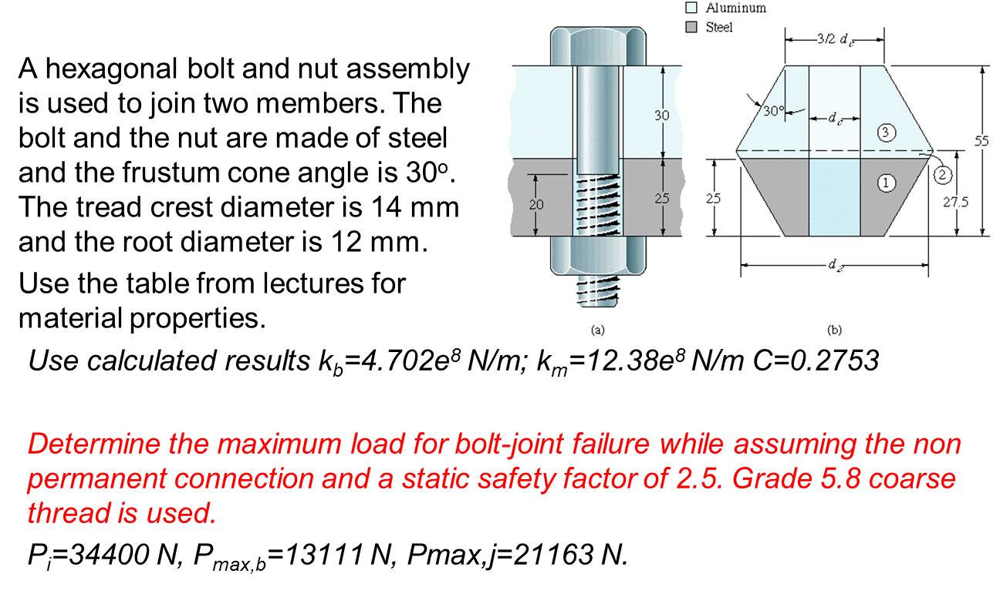 Aluminum
Steel
A hexagonal bolt and nut assembly
is used to join two members. The
bolt and the nut are made of steel
and the frustum cone angle is 30º.
The tread crest diameter is 14 mm
and the root diameter is 12 mm.
Use the table from lectures for
material properties.
30
20
25
(a)
3/2 d_c
30°
d_c
3
55
25
1
2
27.5
d_2
(b)
Use calculated results k_b=4.702e^8 N/m; k_m=12.38e^8 N/m C=0.2753
Determine the maximum load for bolt-joint failure while assuming the non
permanent connection and a static safety factor of 2.5. Grade 5.8 coarse
thread is used.
P_i=34400 N, P_max,b=13111 N, Pmax,j=21163 N.